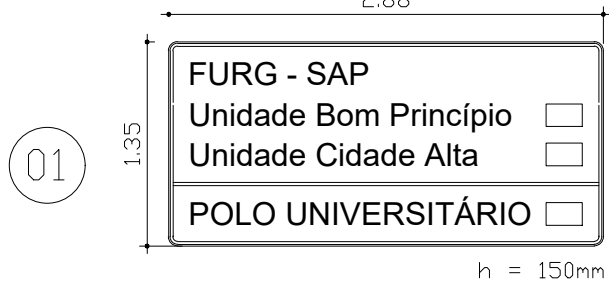 2.88
FURG - SAP
Unidade Bom Princípio
Unidade Cidade Alta
POLO UNIVERSITÁRIO
01
1.35
h = 150mm